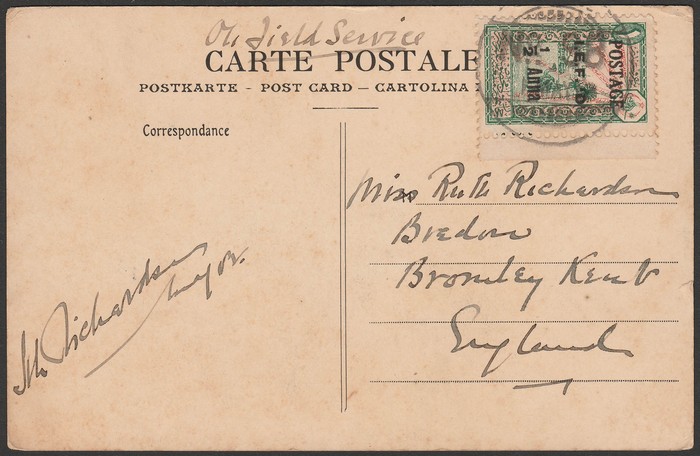 On Field Service
CARTE POSTALE
POSTKARTE - POST CARD - CARTOLINA
Correspondance
POSTAGE
I.E.F. 'D'
1/2 Anna
Miss Ruth Richardson
Bredon
Bromley Kent
England
Richardson
Major